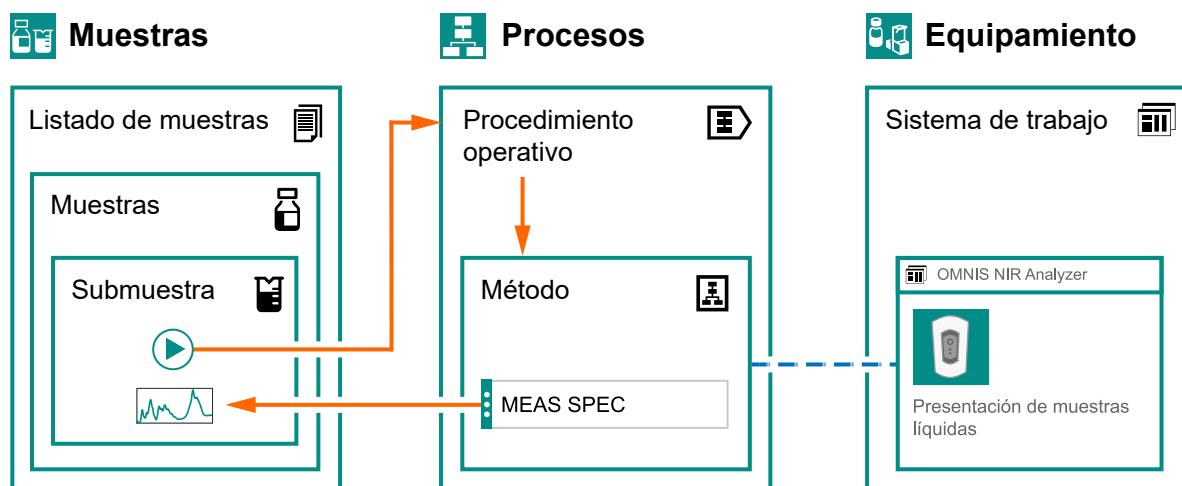 Muestras
Listado de muestras
Muestras
Submuestra
Procesos
Procedimiento
operativo
Método
MEAS SPEC
Equipamiento
Sistema de trabajo
OMNIS NIR Analyzer
Presentación de muestras
líquidas